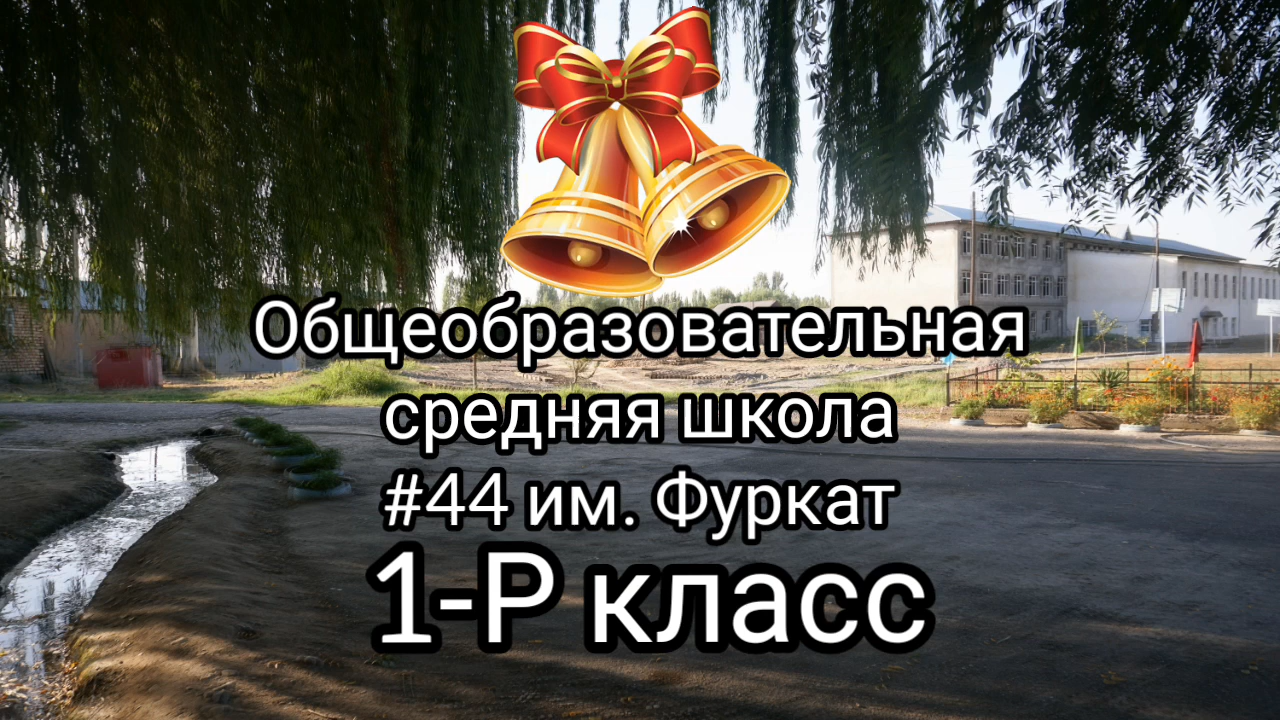 Общеобразовательная
средняя школа
#44 им. Фуркат
1-Р класс